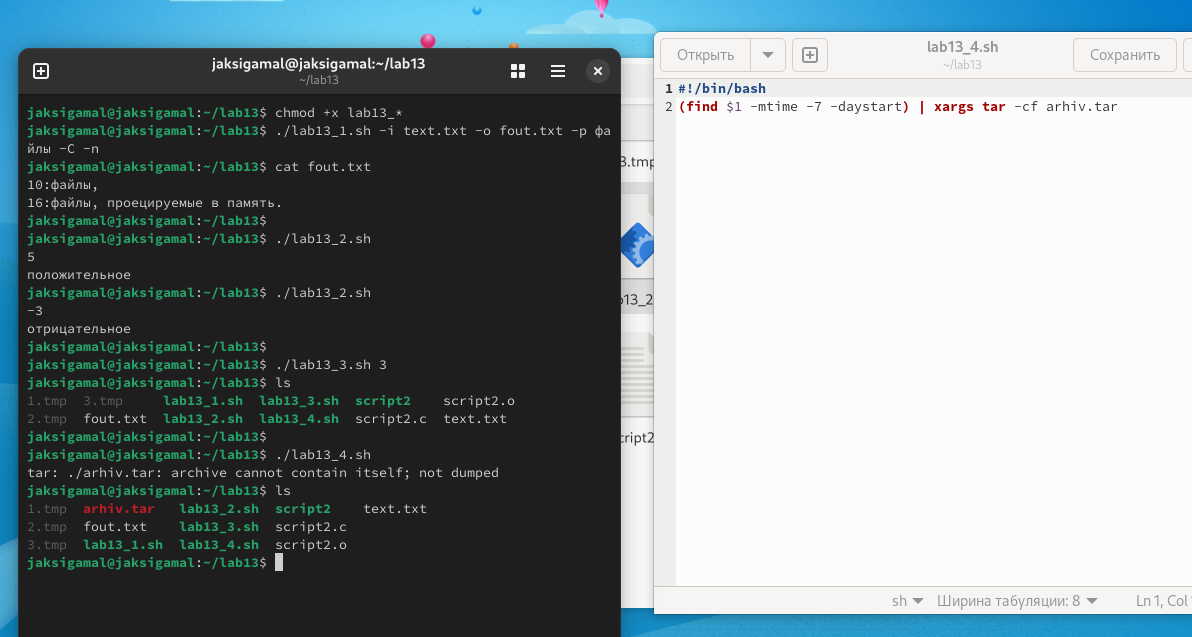 jaksigamal@jaksigamal:~/lab13
~/lab13
jaksigamal@jaksigamal:~/lab13$ chmod +x lab13_*
jaksigamal@jaksigamal:~/lab13$ ./lab13_1.sh -i text.txt -o fout.txt -p фа
йлы -C -n
jaksigamal@jaksigamal:~/lab13$ cat fout.txt
10:файлы,
16:файлы, проецируемые в память.
jaksigamal@jaksigamal:~/lab13$
jaksigamal@jaksigamal:~/lab13$ ./lab13_2.sh
5
положительное
jaksigamal@jaksigamal:~/lab13$ ./lab13_2.sh
-3
отрицательное
jaksigamal@jaksigamal:~/lab13$
jaksigamal@jaksigamal:~/lab13$ ./lab13_3.sh 3
jaksigamal@jaksigamal:~/lab13$ ls
1.tmp 3.tmp lab13_1.sh lab13_3.sh script2 script2.o
2.tmp fout.txt lab13_2.sh lab13_4.sh script2.c text.txt
jaksigamal@jaksigamal:~/lab13$
jaksigamal@jaksigamal:~/lab13$ ./lab13_4.sh
tar: ./arhiv.tar: archive cannot contain itself; not dumped
jaksigamal@jaksigamal:~/lab13$ ls
1.tmp arhiv.tar lab13_2.sh script2 text.txt
2.tmp fout.txt lab13_3.sh script2.c
3.tmp lab13_1.sh lab13_4.sh script2.o
jaksigamal@jaksigamal:~/lab13$
3.tmp
b13_2
cript2
Открыть
lab13_4.sh
~/lab13
Сохранить
1 #!/bin/bash
2 (find $1 -mtime -7 -daystart) | xargs tar -cf arhiv.tar
sh Ширина табуляции: 8 Ln 1, Col